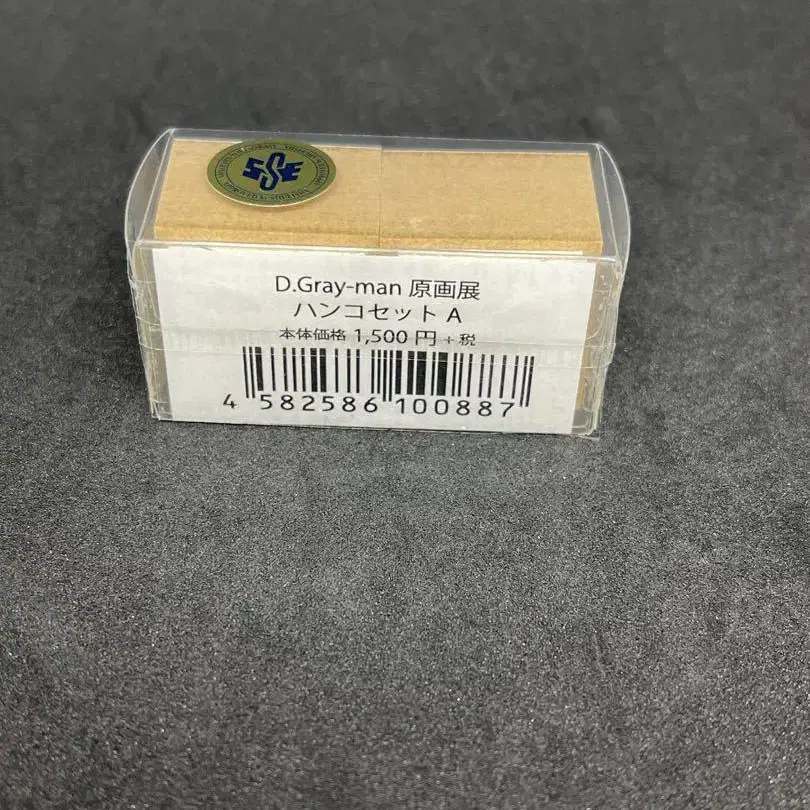 SSE
D.Gray-man 原画展
ハンコセット A
本体価格 1,500 円 + 税
4 582586 100887